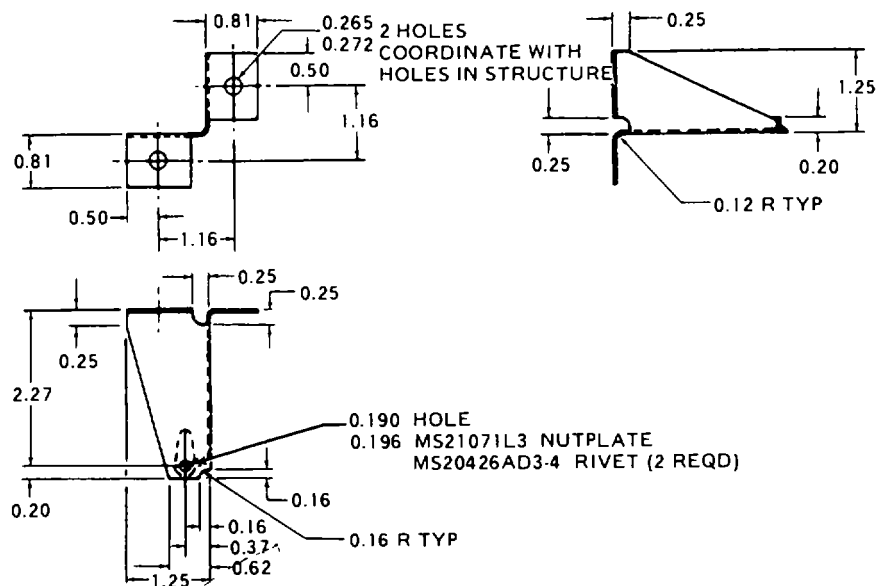 0.81
0.265
0.272
2 HOLES
COORDINATE WITH
HOLES IN STRUCTURE
0.50
1.16
0.81
0.50
1.16
0.25
1.25
0.25
0.20
0.12 R TYP
0.25
0.25
0.25
2.27
0.190 HOLE
0.196 MS21071L3 NUTPLATE
MS20426AD3-4 RIVET (2 REQD)
0.20
0.16
0.16
0.16 R TYP
0.37
0.62
1.25